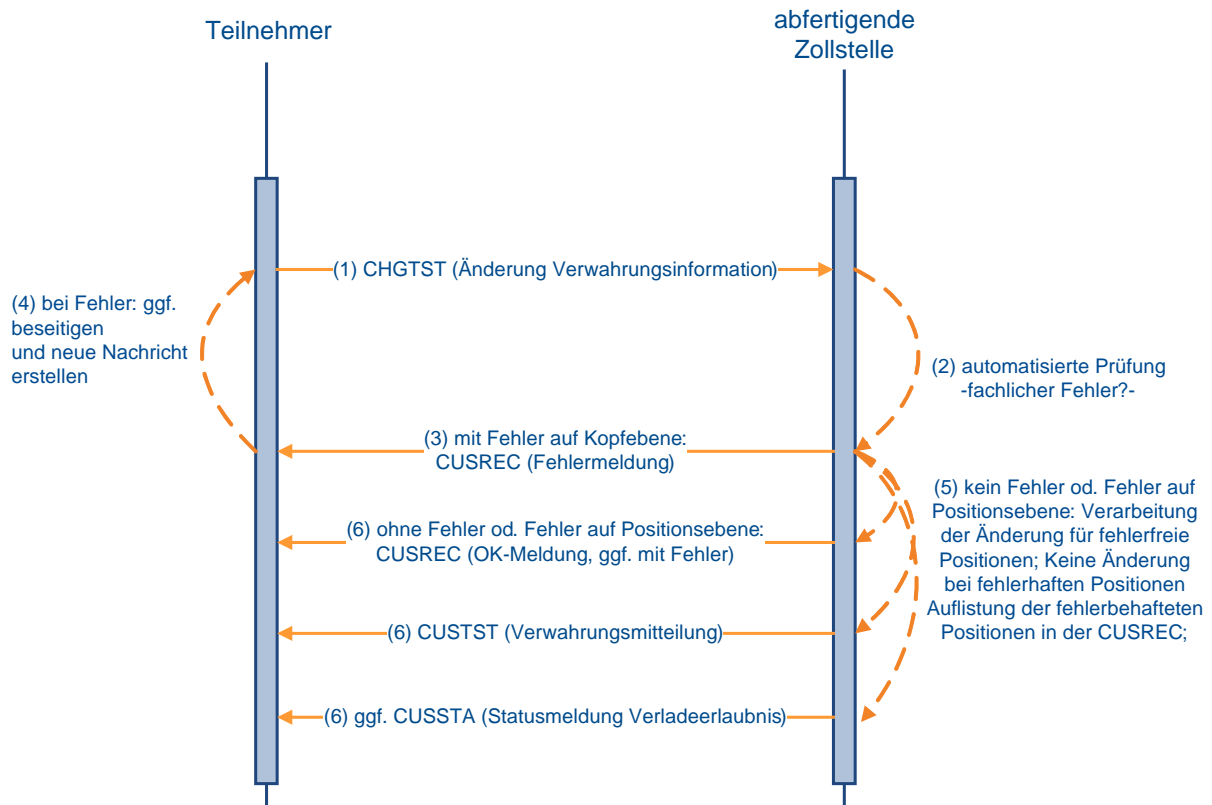 Teilnehmer
abfertigende
Zollstelle
(1) CHGTST (Änderung Verwahrungsinformation)
(4) bei Fehler: ggf.
beseitigen
und neue Nachricht
erstellen
(2) automatisierte Prüfung
-fachlicher Fehler?-
(3) mit Fehler auf Kopfebene:
CUSREC (Fehlermeldung)
(5) kein Fehler od. Fehler auf
Positionsebene: Verarbeitung
der Änderung für fehlerfreie
Positionen; Keine Änderung
bei fehlerhaften Positionen
Auflistung der fehlerbehafteten
Positionen in der CUSREC;
(6) ohne Fehler od. Fehler auf Positionsebene:
CUSREC (OK-Meldung, ggf. mit Fehler)
(6) CUSTST (Verwahrungsmitteilung)
(6) ggf. CUSSTA (Statusmeldung Verladeerlaubnis)